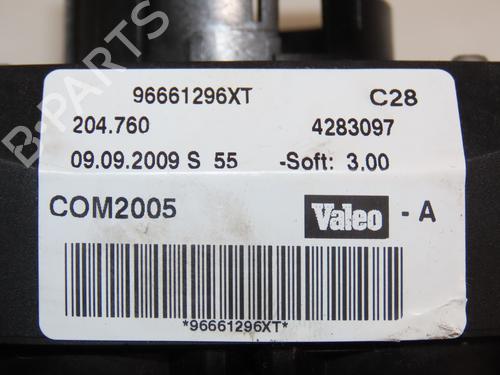 96661296XT C28
204.760 4283097
09.09.2009 S 55 -Soft: 3.00
COM2005 Valeo - A
*96661296XT*
B-PARTS